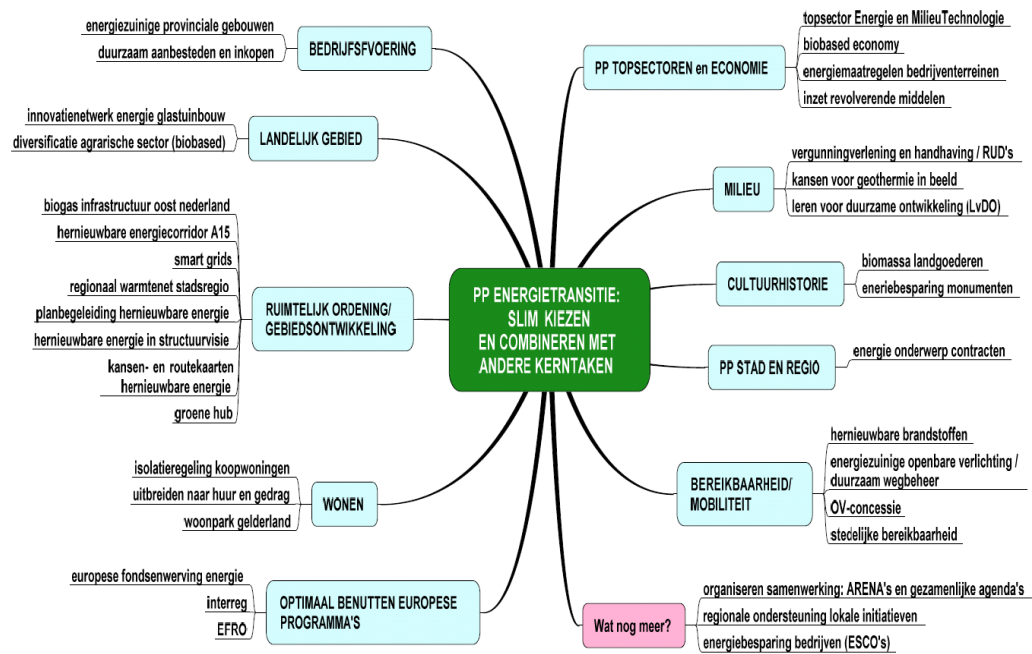 energiezuinige provinciale gebouwen
duurzaam aanbesteden en inkopen
BEDRIJFSFVOERING
innovatienetwerk energie glastuinbouw
diversificatie agrarische sector (biobased)
LANDELIJK GEBIED
biogas infrastuctuur oost nederland
hernieuwbare energiecorridor A15
smart grids
regionaal warmtenet stadsregio
planbegeleiding hernieuwbare energie
hernieuwbare energie in structuurvisie
kansen- en routekaarten
hernieuwbare energie
groene hub
RUIMTELIJK ORDENING/
GEBIEDSONTWIKKELING
isolatieregeling koopwoningen
uitbreiden naar huur en gedrag
woonpark gelderland
WONEN
europese fondsenwerving energie
interreg
EFRO
OPTIMAAL BENUTTEN EUROPESE
PROGRAMMA'S
PP ENERGIETRANSITIE:
SLIM KIEZEN
EN COMBINEREN MET
ANDERE KERNTAKEN
PP TOPSECTOREN en ECONOMIE
topsector Energie en MilieuTechnologie
biobased economy
energiemaatregelen bedrijventerreinen
inzet revolverende middelen
MILIEU
vergunningverlening en handhaving / RUD's
kansen voor geothermie in beeld
leren voor duurzame ontwikkeling (LvDO)
CULTUURHISTORIE
biomassa landgoederen
eneriebesparing monumenten
PP STAD EN REGIO
energie onderwerp contracten
BEREIKBAARHEID/
MOBILITEIT
hernieuwbare brandstoffen
energiezuinige openbare verlichting /
duurzaam wegbeheer
OV-concessie
stedelijke bereikbaarheid
Wat nog meer?
organiseren samenwerking: ARENA's en gezamenlijke agenda's
regionale ondersteuning lokale initiatieven
energiebesparing bedrijven (ESCO's)